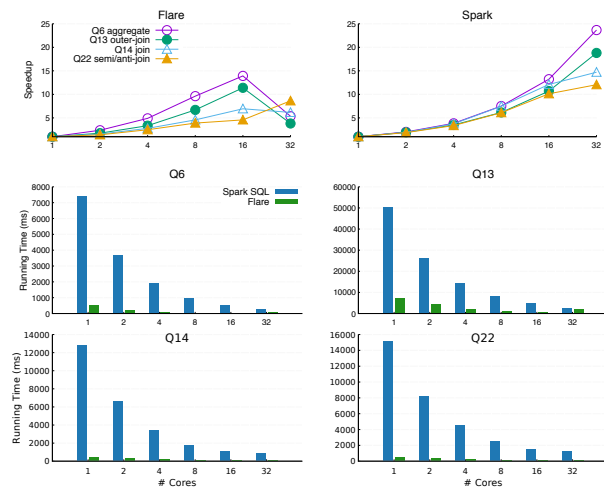 Flare
Spark
Q6 aggregate
Q13 outer-join
Q14 join
Q22 semi/anti-join
Speedup
25
20
15
10
5
1 2 4 8 16 32
25
20
15
10
5
1 2 4 8 16 32
Q6
Spark SQL
Flare
Running Time (ms)
8000
7000
6000
5000
4000
3000
2000
1000
0
1 2 4 8 16 32
Q13
60000
50000
40000
30000
20000
10000
0
1 2 4 8 16 32
Q14
Running Time (ms)
14000
12000
10000
8000
6000
4000
2000
0
1 2 4 8 16 32
# Cores
Q22
16000
14000
12000
10000
8000
6000
4000
2000
0
1 2 4 8 16 32
# Cores